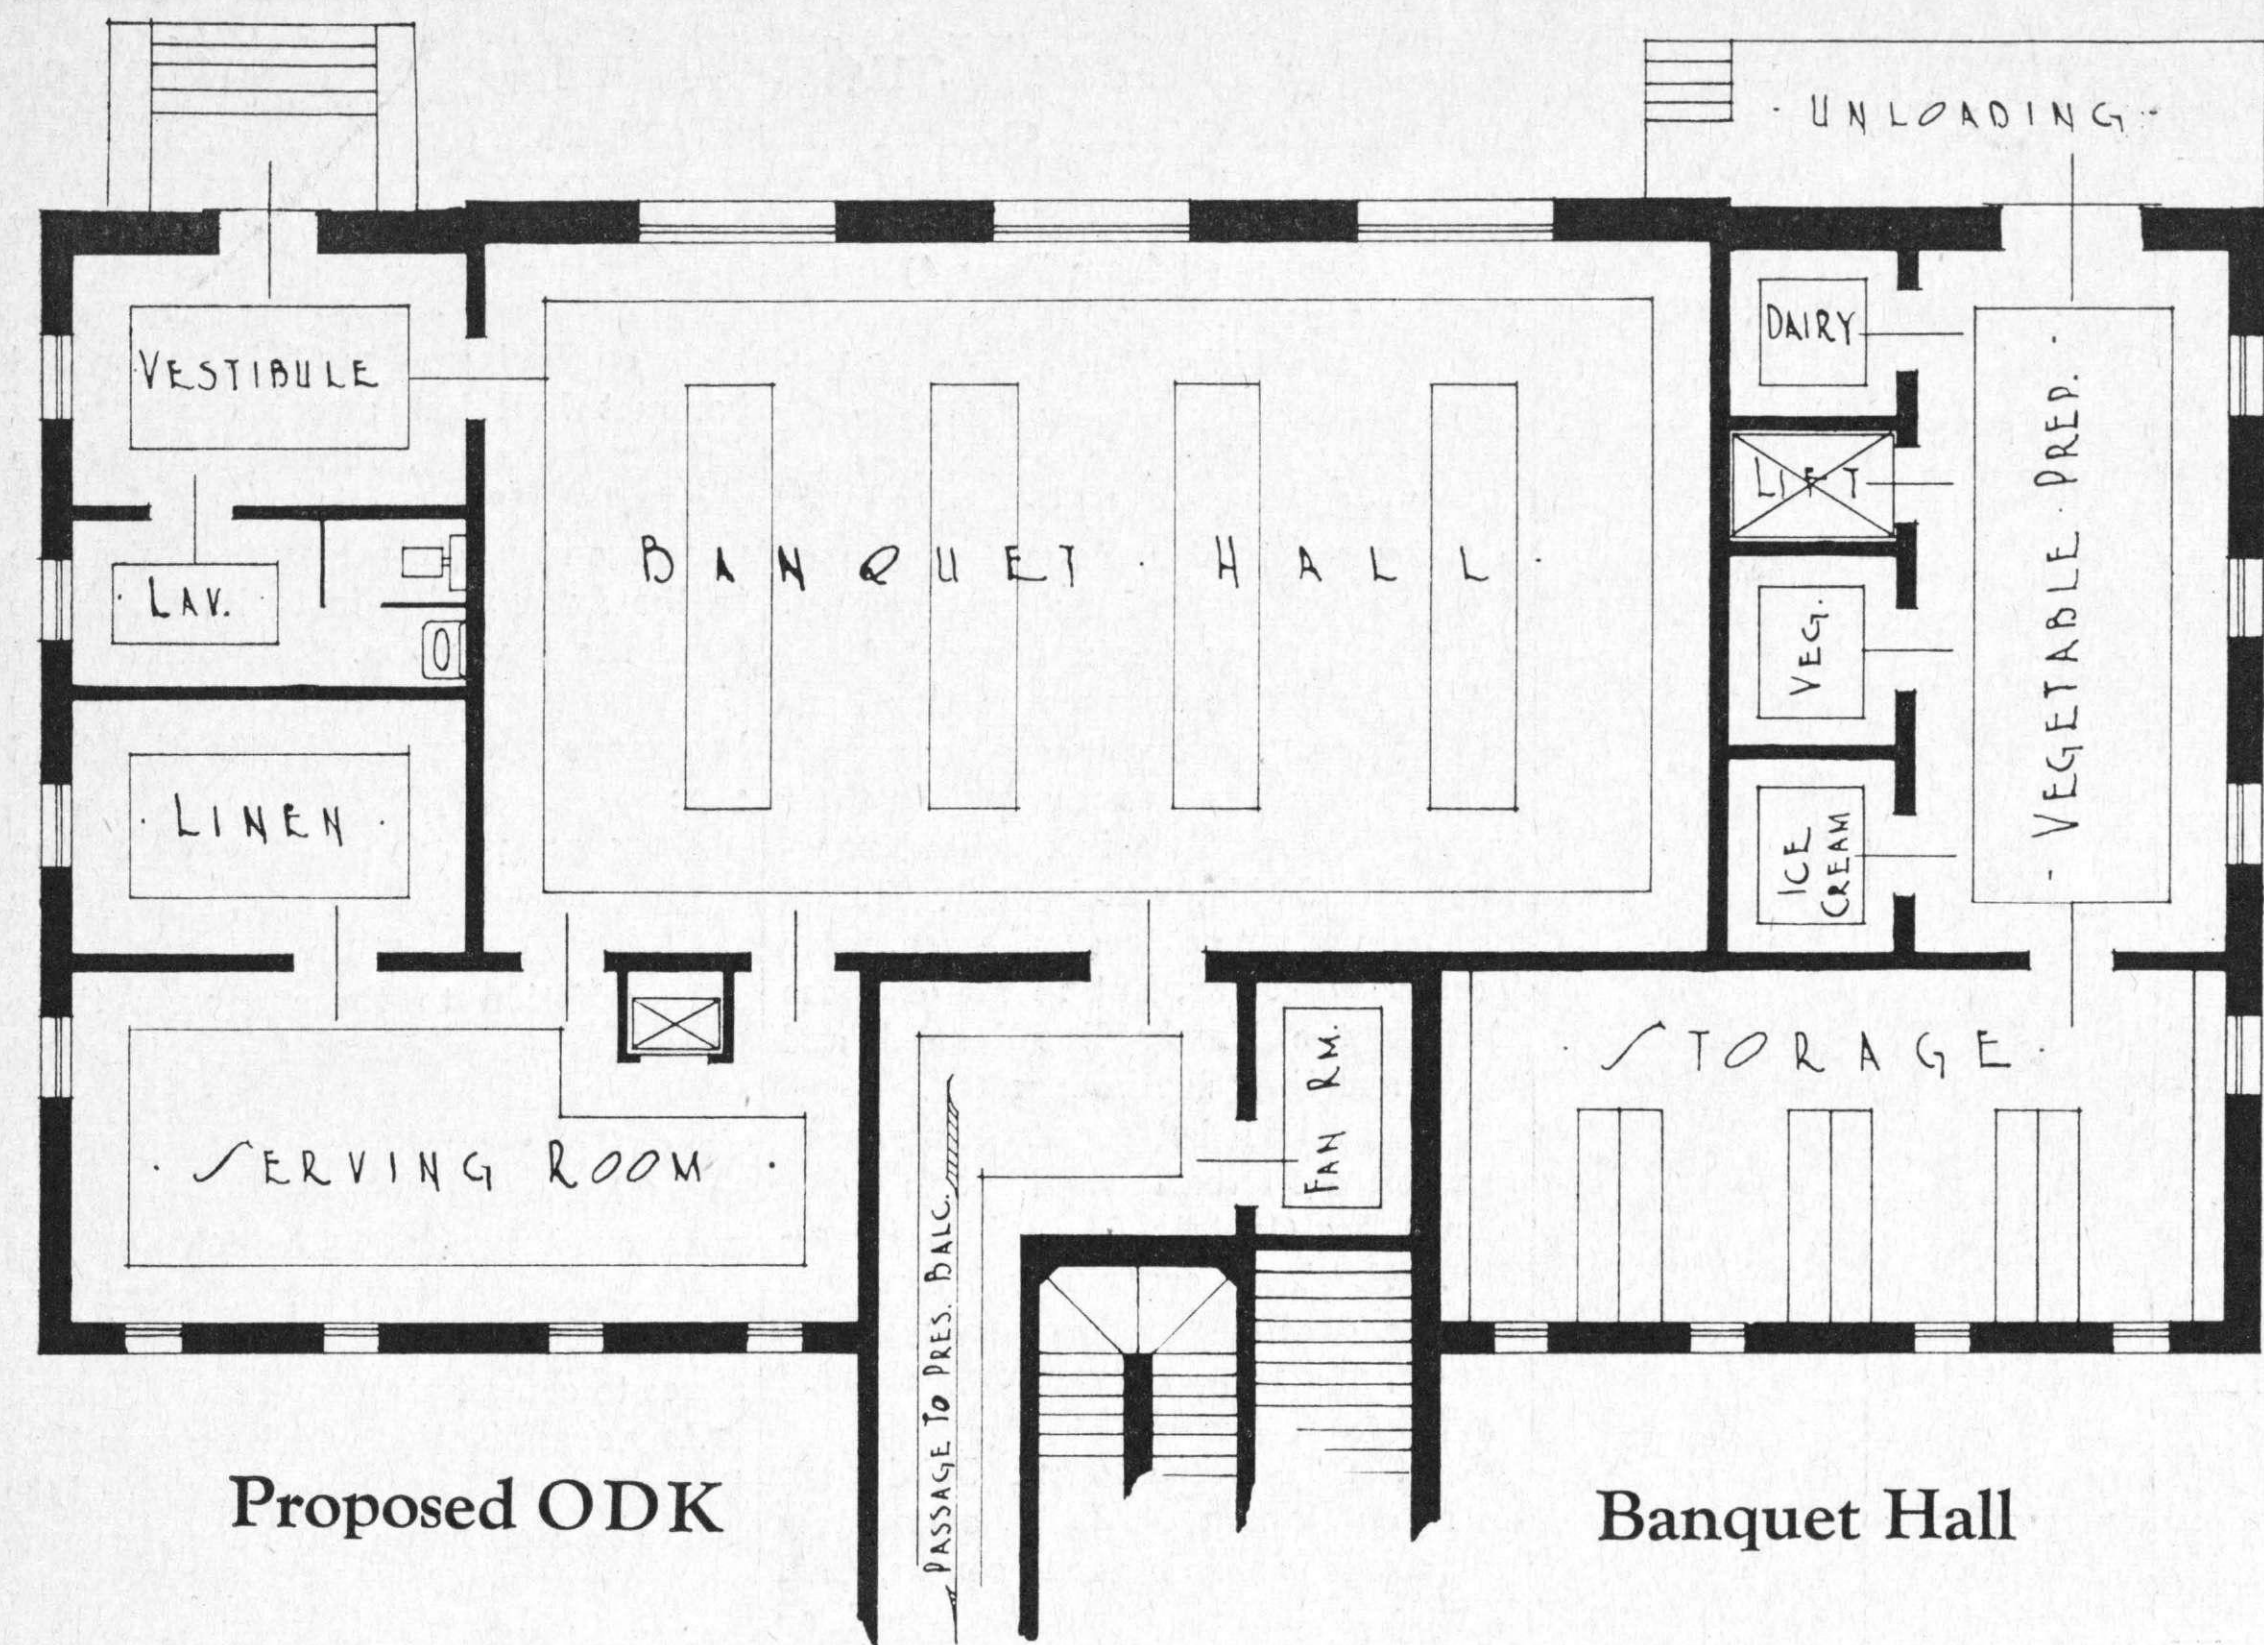 · UNLOADING ·
VESTIBULE
DAIRY
LIFT
· VEGETABLE · PREP. ·
BANQUET · HALL ·
· LAV. ·
VEG.
· LINEN ·
ICE
CREAM
· SERVING ROOM ·
PASSAGE TO PRES. BALC.
FAN RM.
· STORAGE ·
Proposed ODK
Banquet Hall